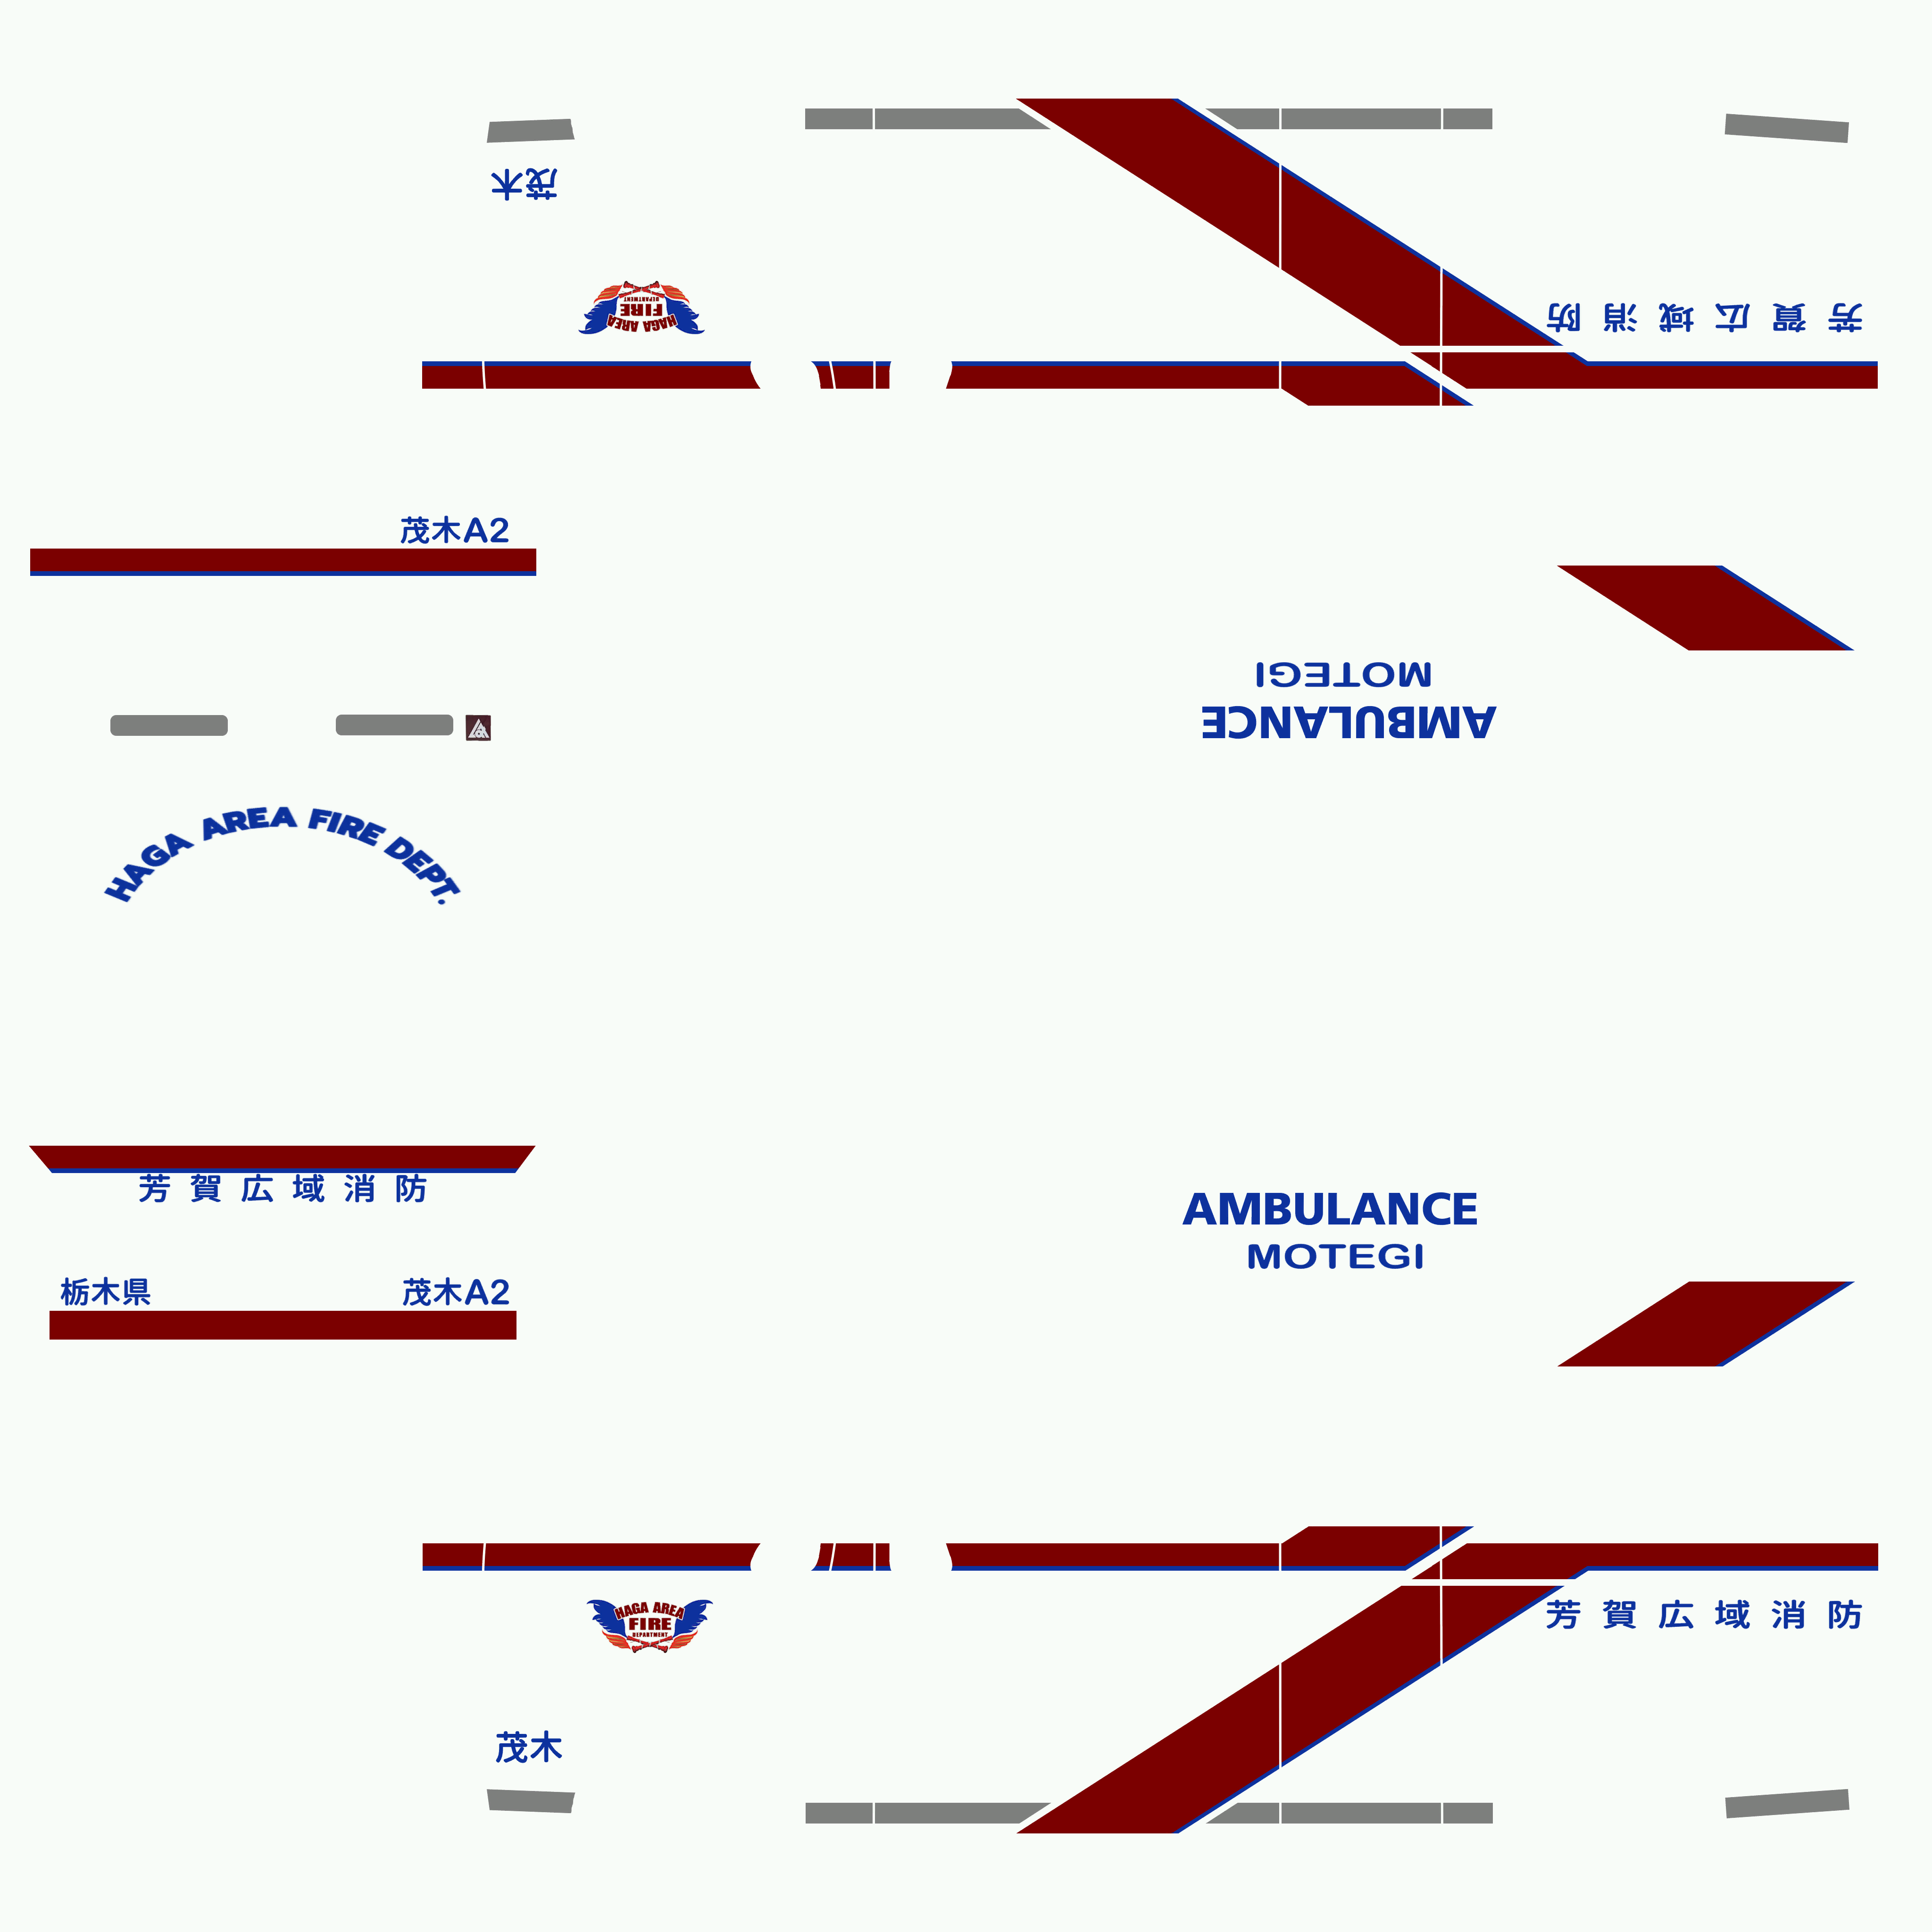 茂木
HAGA AREA
FIRE
DEPARTMENT
芳賀広域消防
茂木A2
MOTEGI
AMBULANCE
HAGA AREA FIRE DEPT.
芳賀広域消防
AMBULANCE
MOTEGI
栃木県
茂木A2
HAGA AREA
FIRE
DEPARTMENT
芳賀広域消防
茂木